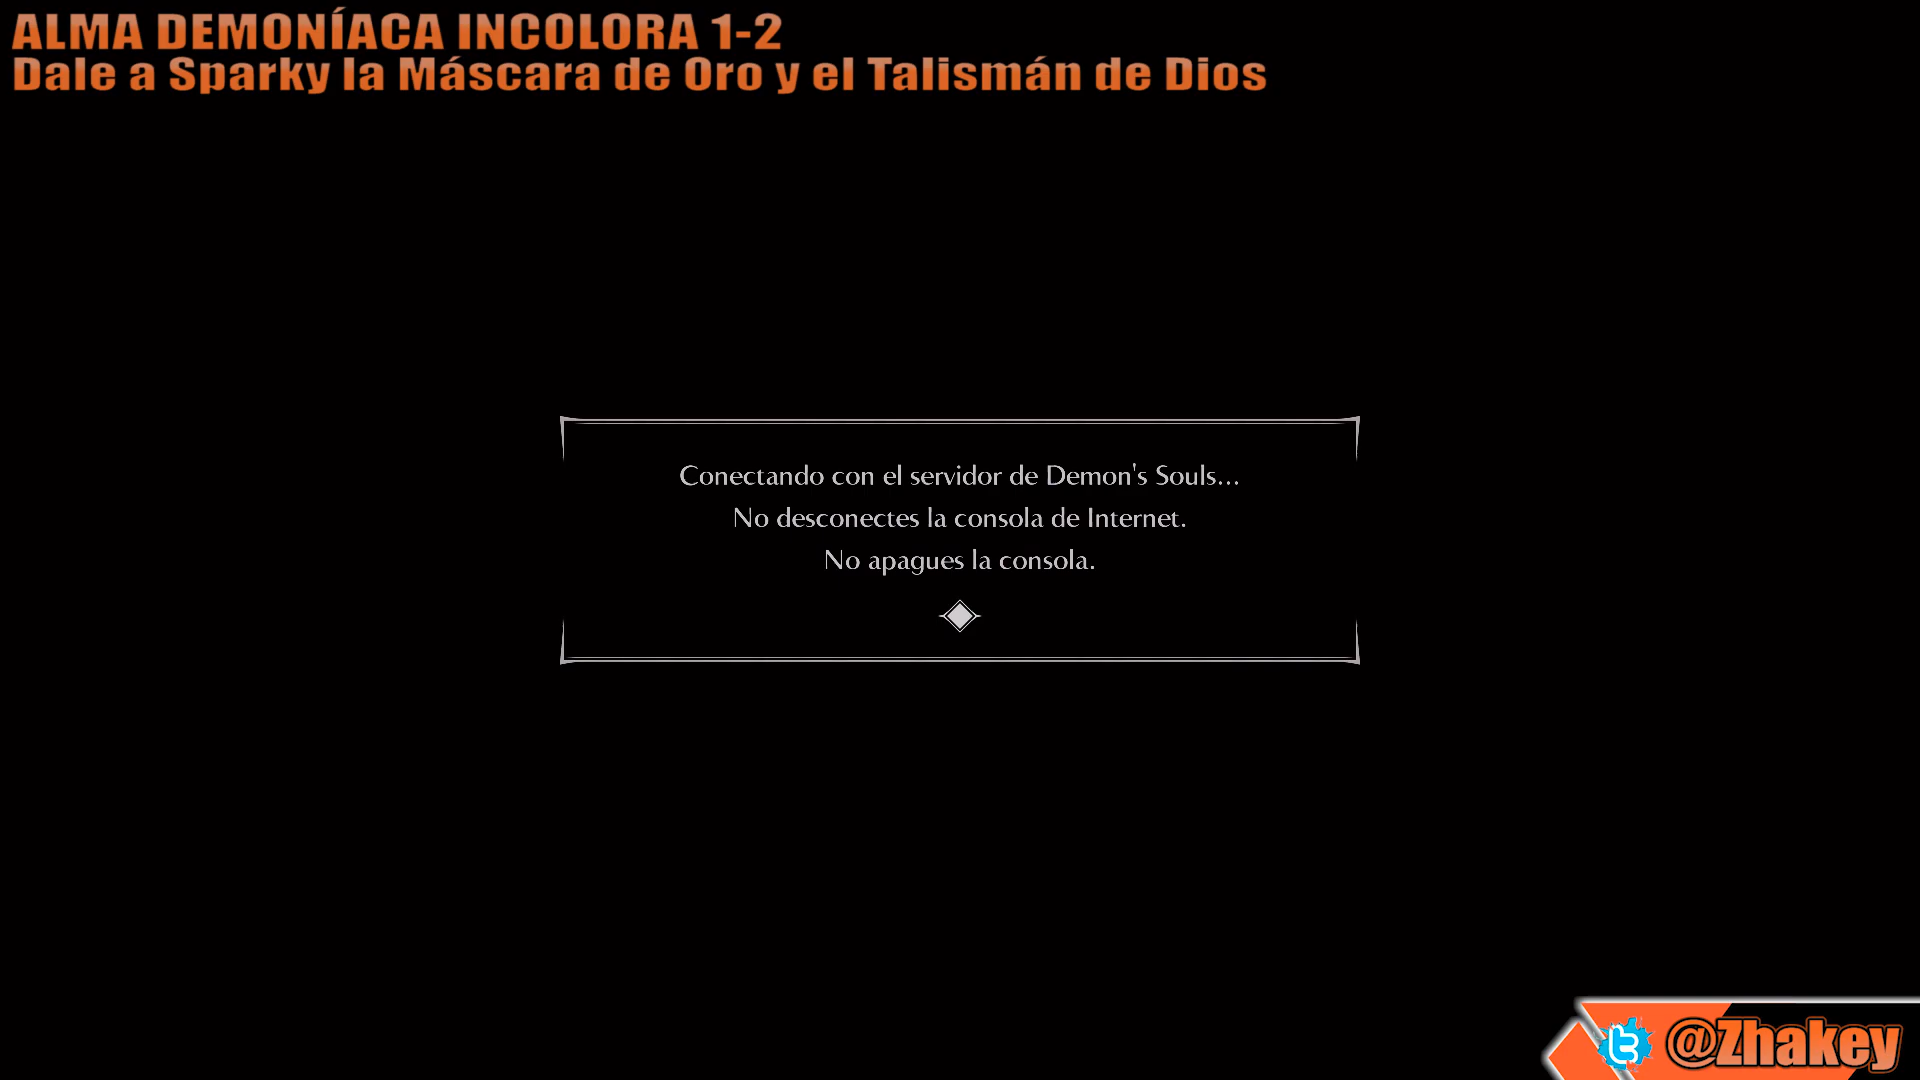 ALMA DEMONÍACA INCOLORA 1-2
Dale a Sparky la Máscara de Oro y el Talismán de Dios
Conectando con el servidor de Demon's Souls...
No desconectes la consola de Internet.
No apagues la consola.
@Zhakey